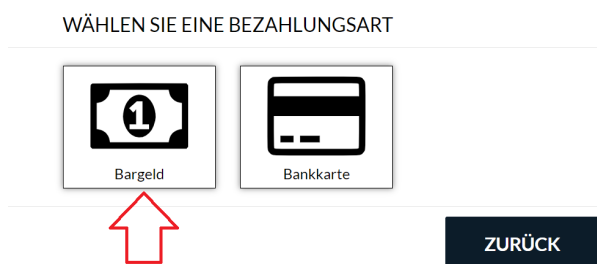 WÄHLEN SIE EINE BEZAHLUNGSART
1
Bargeld
Bankkarte
ZURÜCK